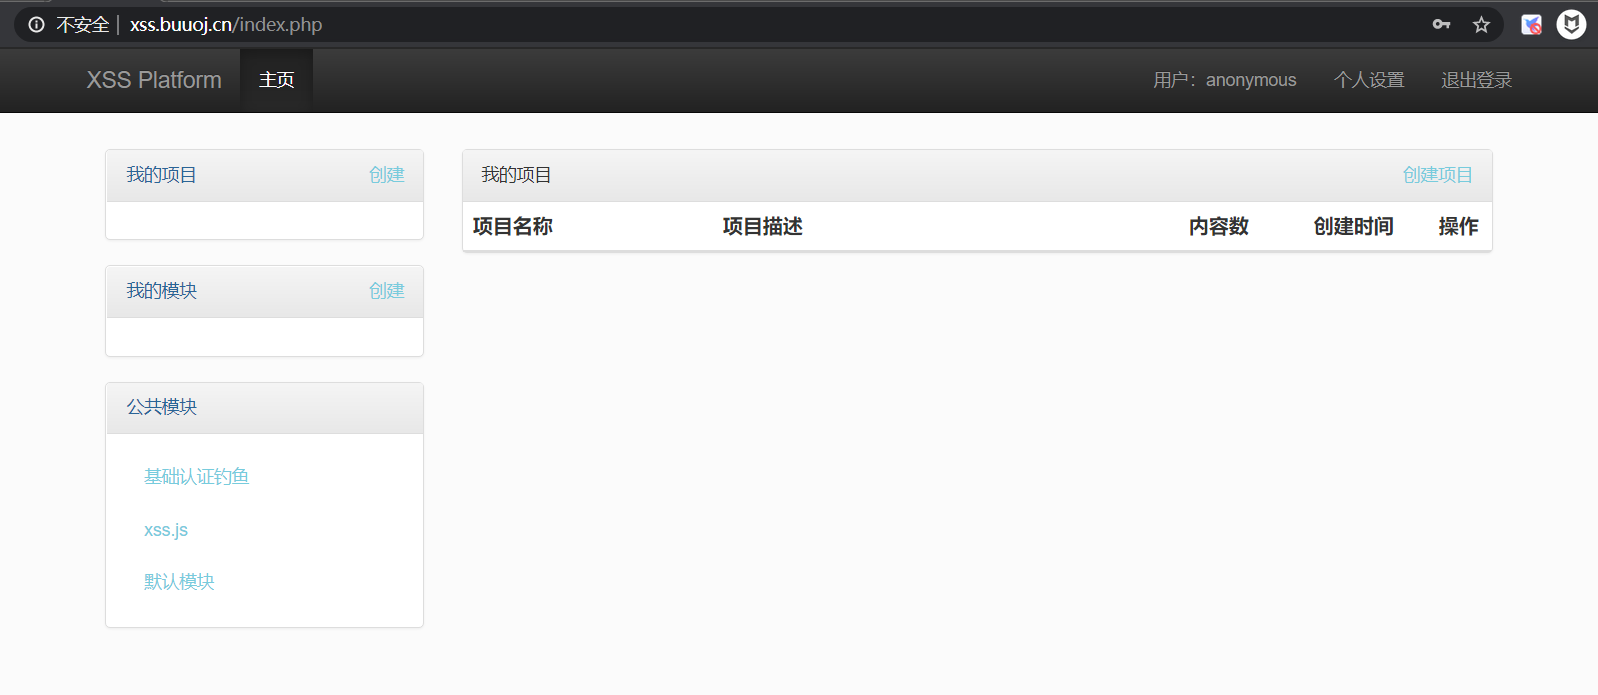 不安全 | xss.buuoj.cn/index.php
XSS Platform 主页 用户：anonymous 个人设置 退出登录
我的项目 创建
我的模块 创建
公共模块
基础认证钓鱼
xss.js
默认模块
我的项目 创建项目
项目名称 项目描述 内容数 创建时间 操作